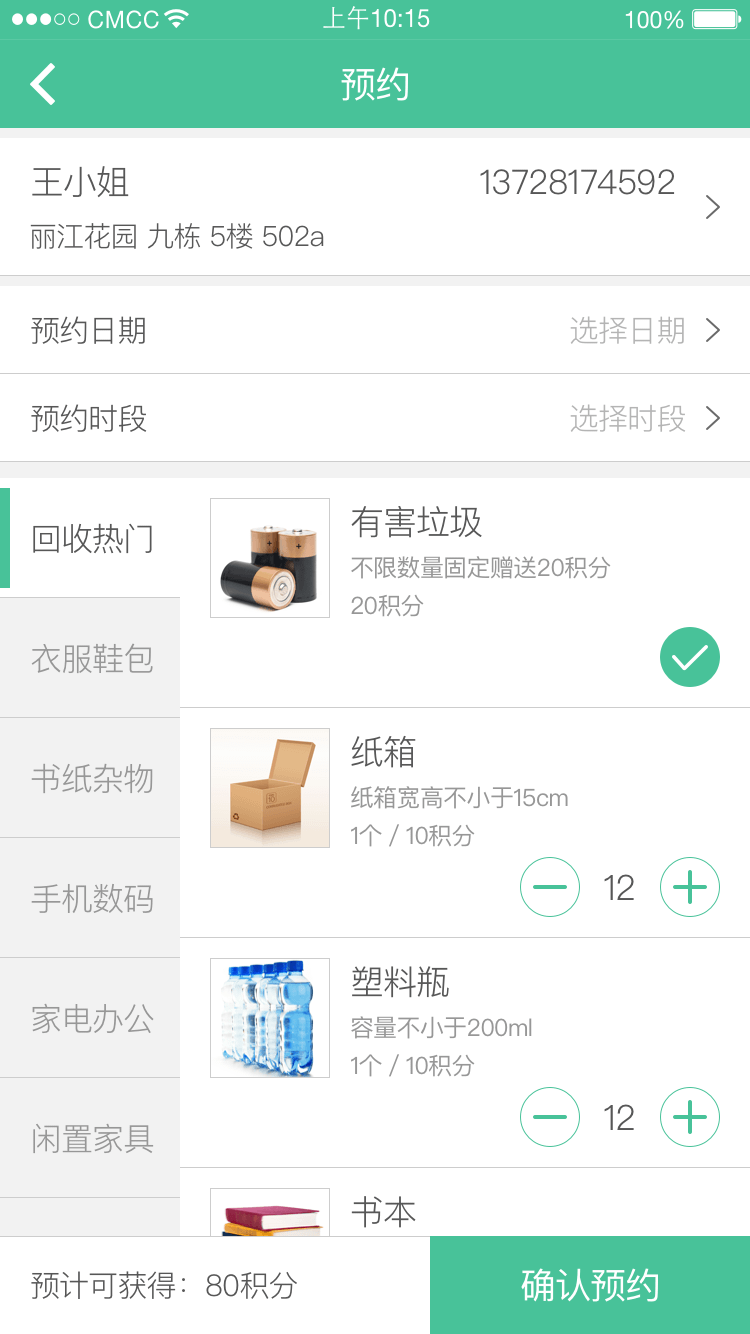 CMCC 上午10:15 100%
预约
王小姐 13728174592
丽江花园 九栋 5楼 502a
预约日期 选择日期
预约时段 选择时段
回收热门
衣服鞋包
书纸杂物
手机数码
家电办公
闲置家具
有害垃圾
不限数量固定赠送20积分
20积分
纸箱
纸箱宽高不小于15cm
1个 / 10积分
12
塑料瓶
容量不小于200ml
1个 / 10积分
12
书本
预计可获得：80积分
确认预约